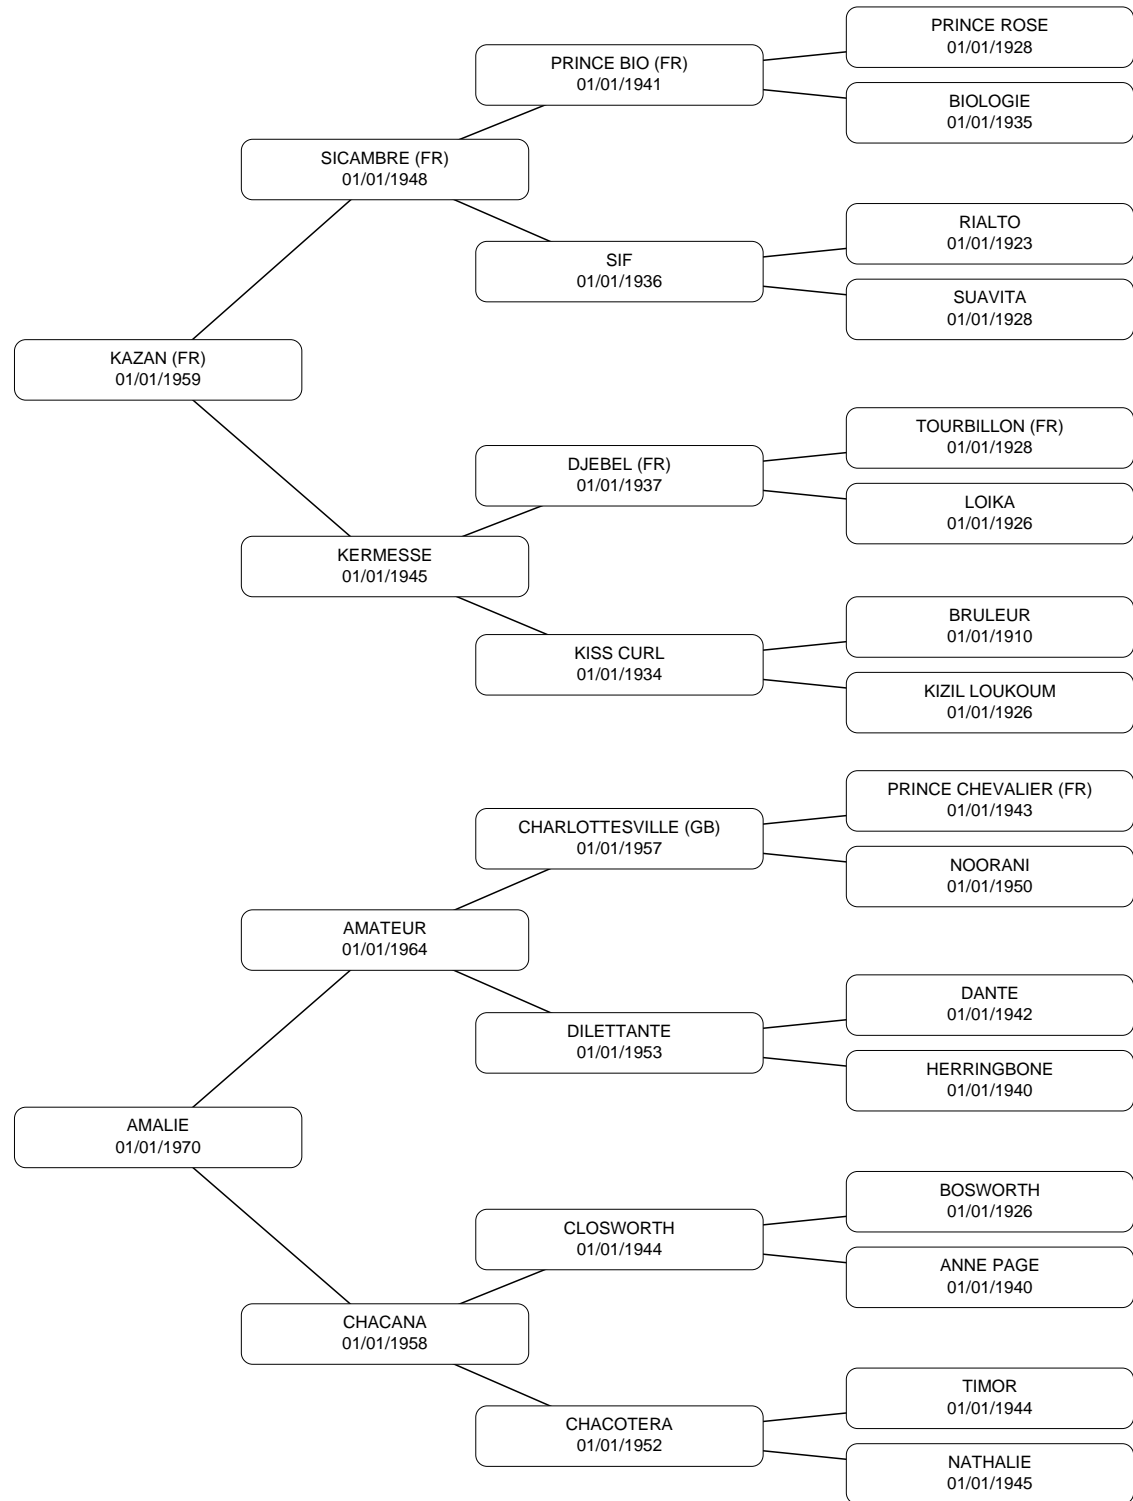 PRINCE ROSE
01/01/1928
PRINCE BIO (FR)
01/01/1941
BIOLOGIE
01/01/1935
SICAMBRE (FR)
01/01/1948
RIALTO
01/01/1923
SIF
01/01/1936
SUAVITA
01/01/1928
KAZAN (FR)
01/01/1959
TOURBILLON (FR)
01/01/1928
DJEBEL (FR)
01/01/1937
LOIKA
01/01/1926
KERMESSE
01/01/1945
BRULEUR
01/01/1910
KISS CURL
01/01/1934
KIZIL LOUKOUM
01/01/1926
PRINCE CHEVALIER (FR)
01/01/1943
CHARLOTTESVILLE (GB)
01/01/1957
NOORANI
01/01/1950
AMATEUR
01/01/1964
DANTE
01/01/1942
DILETTANTE
01/01/1953
HERRINGBONE
01/01/1940
AMALIE
01/01/1970
BOSWORTH
01/01/1926
CLOSWORTH
01/01/1944
ANNE PAGE
01/01/1940
CHACANA
01/01/1958
TIMOR
01/01/1944
CHACOTERA
01/01/1952
NATHALIE
01/01/1945